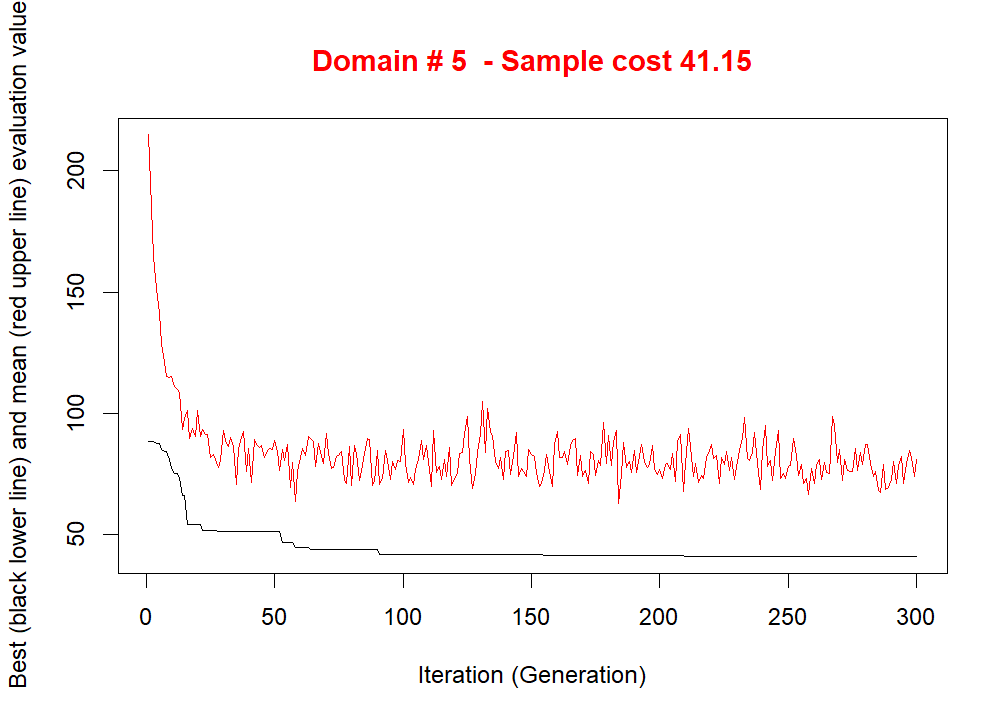 Domain # 5  - Sample cost 41.15
Best (black lower line) and mean (red upper line) evaluation value
200
150
100
50
0 50 100 150 200 250 300
Iteration (Generation)